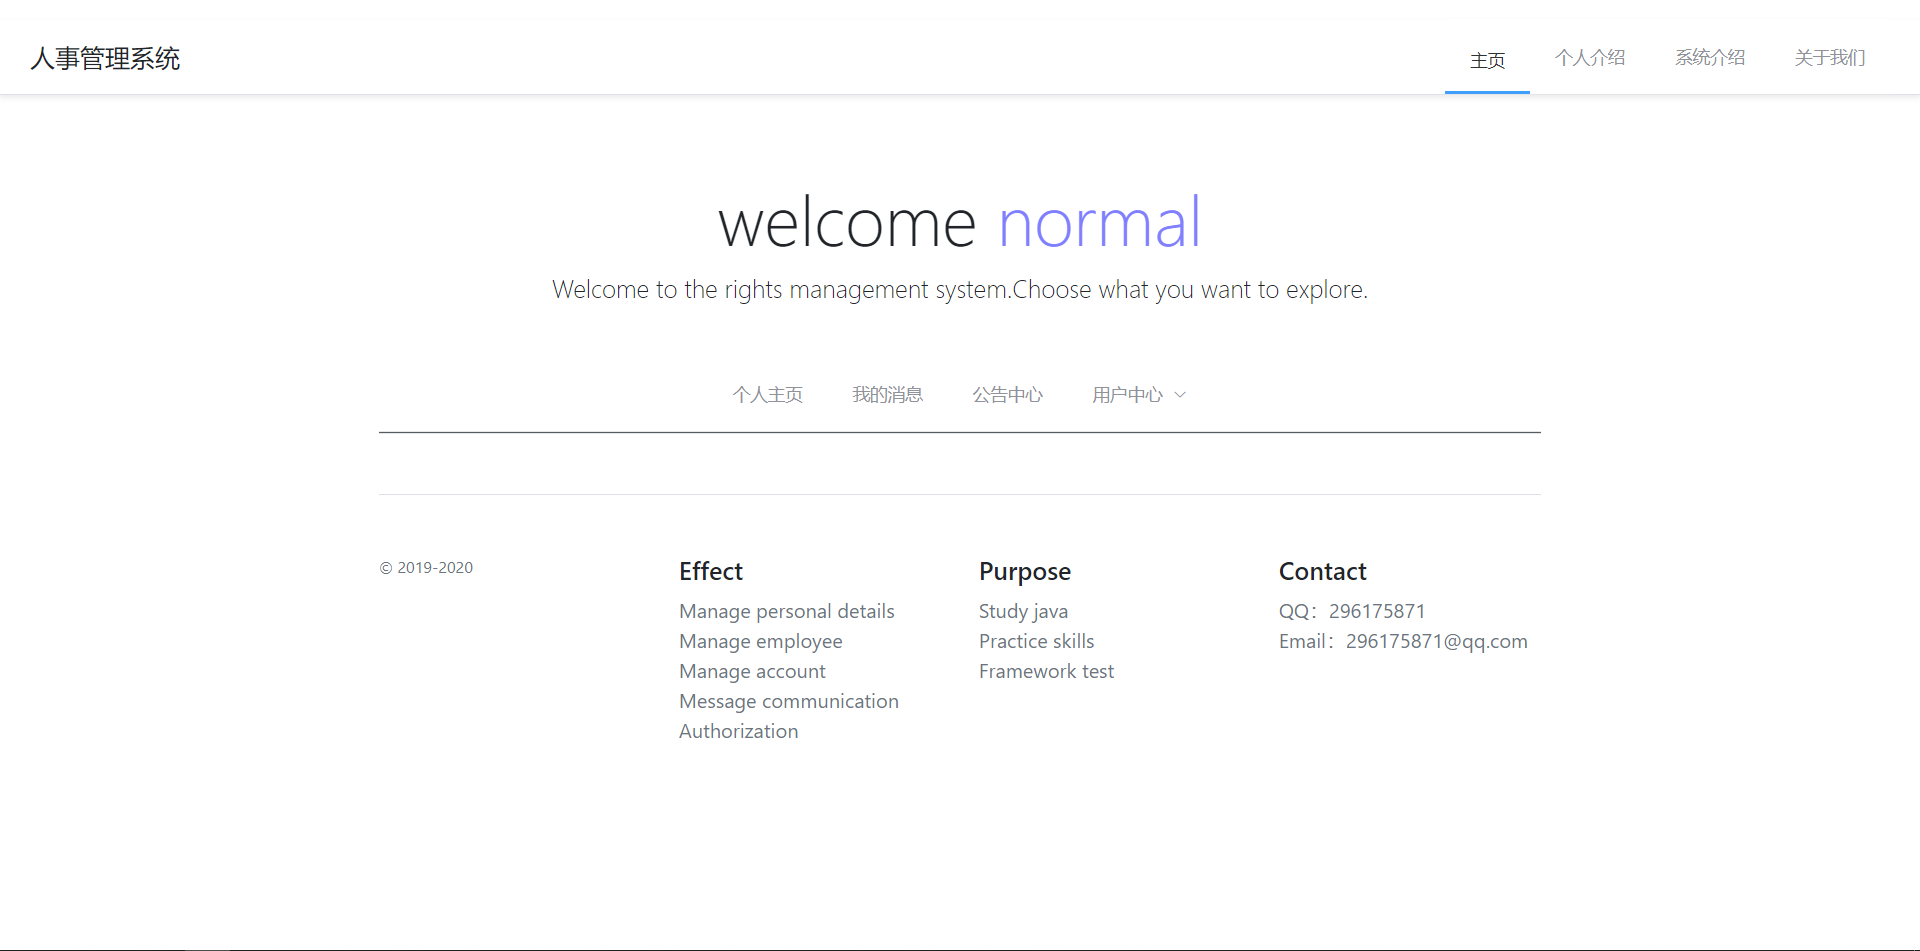 人事管理系统
主页 个人介绍 系统介绍 关于我们
welcome normal
Welcome to the rights management system.Choose what you want to explore.
个人主页 我的消息 公告中心 用户中心
© 2019-2020
Effect
Manage personal details
Manage employee
Manage account
Message communication
Authorization
Purpose
Study java
Practice skills
Framework test
Contact
QQ：296175871
Email：296175871@qq.com